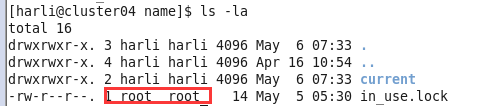 [harli@cluster04 name]$ ls -la
total 16
drwxrwxr-x. 3 harli harli 4096 May  6 07:33 .
drwxrwxr-x. 4 harli harli 4096 Apr 16 10:54 ..
drwxrwxr-x. 2 harli harli 4096 May  6 07:33 current
-rw-r--r--. 1 root  root    14 May  5 05:30 in_use.lock